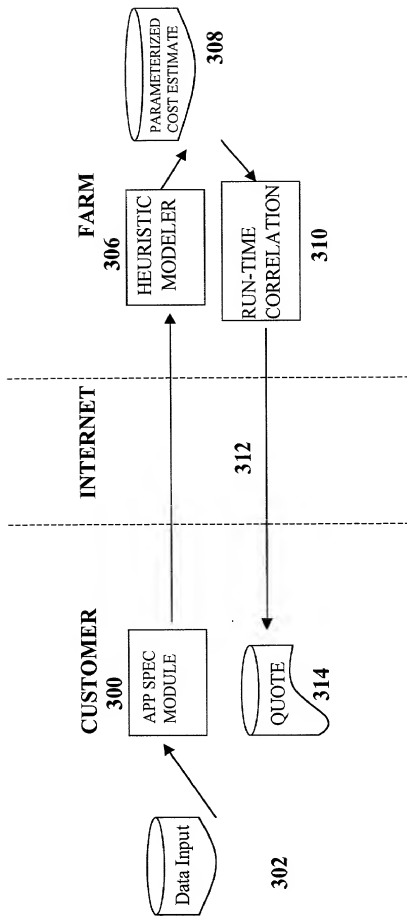 CUSTOMER
INTERNET
FARM
300
306
Data Input
APP SPEC
MODULE
HEURISTIC
MODELER
PARAMETERIZED
COST ESTIMATE
302
308
312
QUOTE
RUN-TIME
CORRELATION
314
310